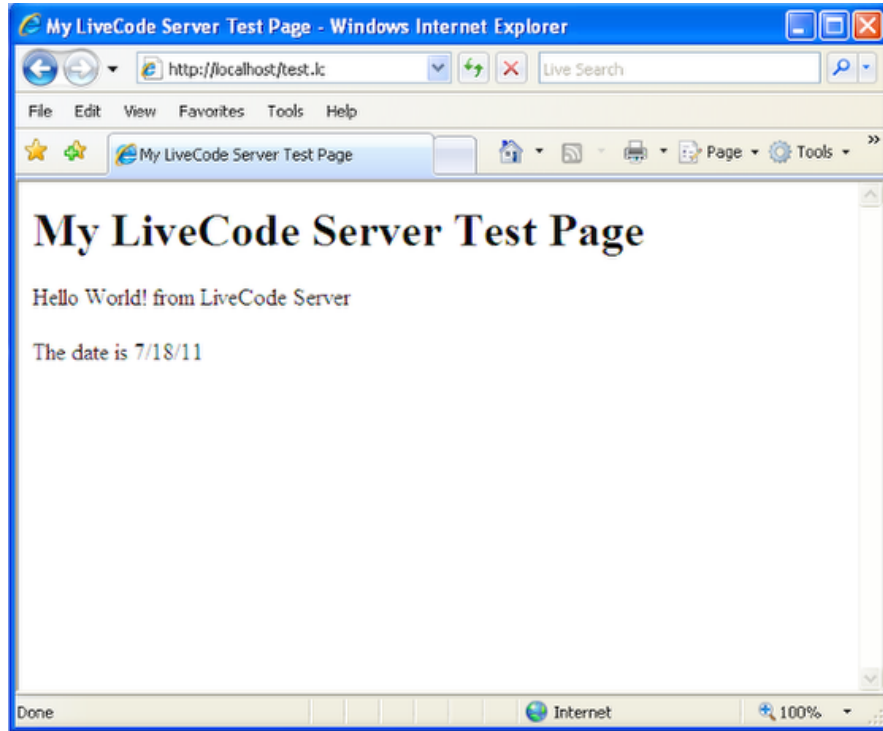 My LiveCode Server Test Page - Windows Internet Explorer
http://localhost/test.lc
Live Search
File Edit View Favorites Tools Help
My LiveCode Server Test Page
Page Tools »
My LiveCode Server Test Page
Hello World! from LiveCode Server
The date is 7/18/11
Done Internet 100%